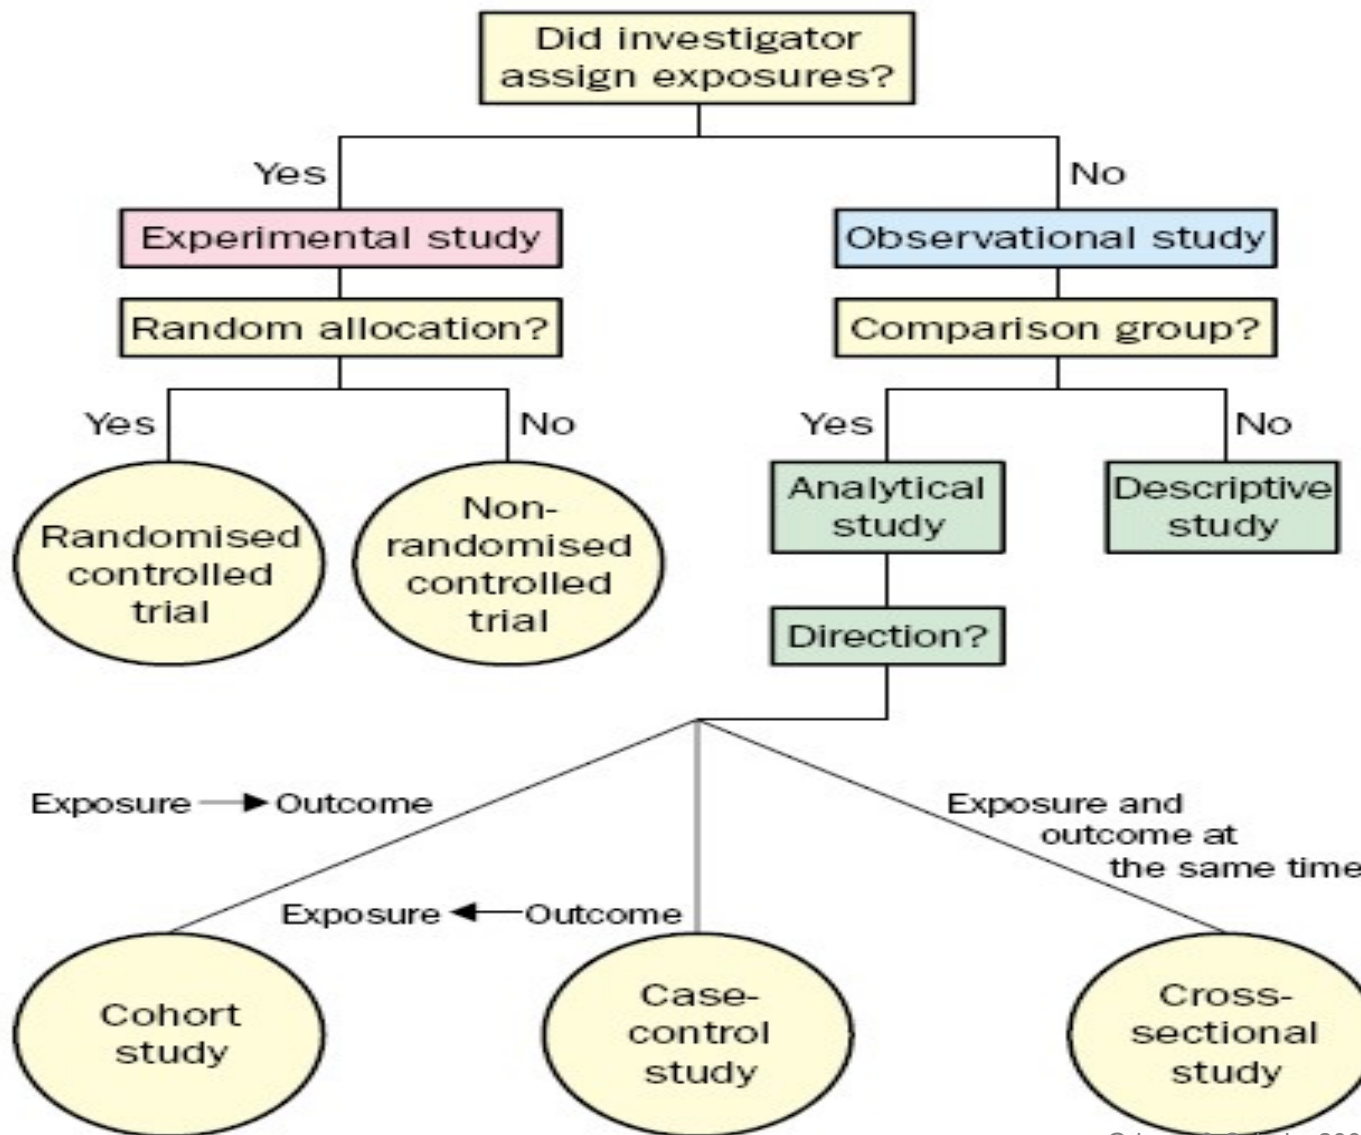 Did investigator
assign exposures?
Yes
No
Experimental study
Observational study
Random allocation?
Comparison group?
Yes
No
Yes
No
Randomised
controlled
trial
Non-
randomised
controlled
trial
Analytical
study
Descriptive
study
Direction?
Exposure → Outcome
Exposure and
outcome at
the same time
Exposure ← Outcome
Cohort
study
Case-
control
study
Cross-
sectional
study